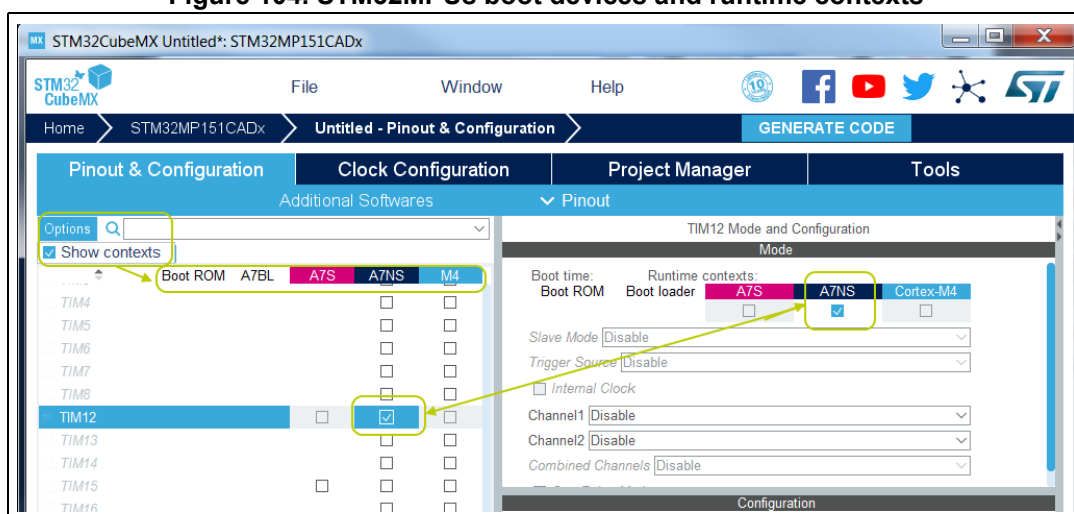 STM32CubeMX Untitled*: STM32MP151CADx
STM32 CubeMX File Window Help
Home STM32MP151CADx Untitled - Pinout & Configuration GENERATE CODE
Pinout & Configuration Clock Configuration Project Manager Tools
Additional Softwares Pinout
Options TIM12 Mode and Configuration
Show contexts Mode
Boot ROM A7BL A7S A7NS M4
Boot time: Runtime contexts:
Boot ROM Boot loader A7S A7NS Cortex-M4
TIM4
TIM5
Slave Mode Disable
TIM6
Trigger Source Disable
TIM7
TIM8
Internal Clock
TIM12
Channel1 Disable
TIM13
Channel2 Disable
TIM14
Combined Channels Disable
TIM15
TIM16
Configuration